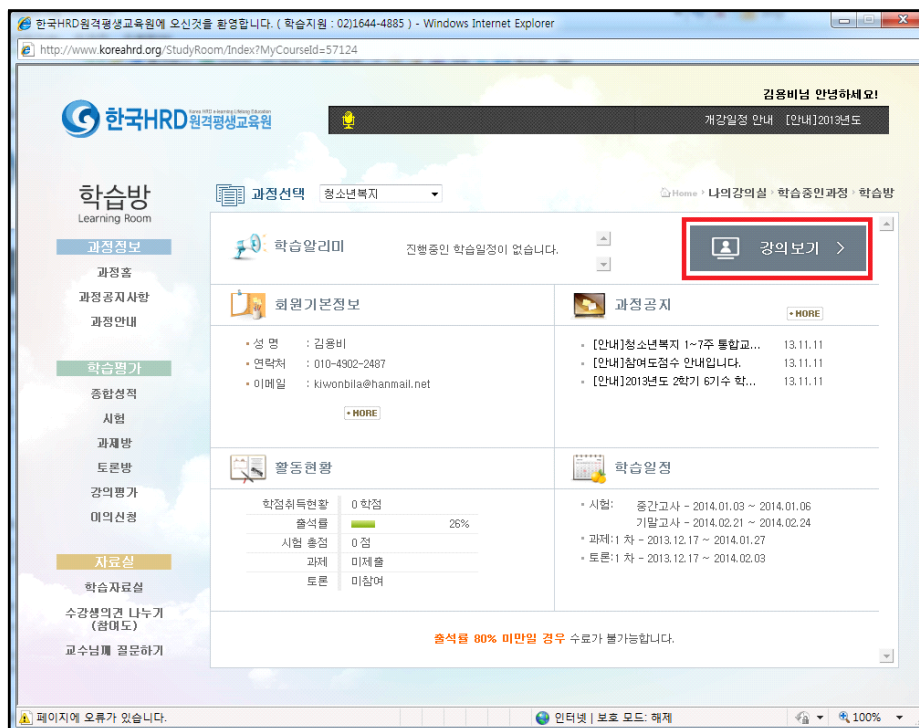 한국HRD원격평생교육원에 오신것을 환영합니다. ( 학습지원 : 02)1644-4885 ) - Windows Internet Explorer
http://www.koreahrd.org/StudyRoom/Index?MyCourseId=57124
김용비님 안녕하세요!
한국HRD 원격평생교육원
개강일정 안내 [안내]2013년도
학습방
Learning Room
과정선택 청소년복지
Home 나의강의실 학습중인과정 학습방
학습알리미 진행중인 학습일정이 없습니다.
강의보기 >
과정정보
과정홈
과정공지사항
과정안내
학습평가
종합성적
시험
과제방
토론방
강의평가
이의신청
자료실
학습자료실
수강생의견 나누기
(참여도)
교수님께 질문하기
회원기본정보
성 명 : 김용비
연락처 : 010-4902-2487
이메일 : kiwonbila@hanmail.net
MORE
과정공지
MORE
[안내]청소년복지 1~7주 통합교... 13.11.11
[안내]참여도점수 안내입니다. 13.11.11
[안내]2013년도 2학기 6기수 학... 13.11.11
활동현황
학점취득현황 0 학점
출석률 26%
시험 총점 0 점
과제 미제출
토론 미참여
학습일정
시험: 중간고사 - 2014.01.03 ~ 2014.01.06
기말고사 - 2014.02.21 ~ 2014.02.24
과제:1 차 - 2013.12.17 ~ 2014.01.27
토론:1 차 - 2013.12.17 ~ 2014.02.03
출석률 80% 미만일 경우 수료가 불가능합니다.
페이지에 오류가 있습니다.
인터넷 | 보호 모드: 해제
100%